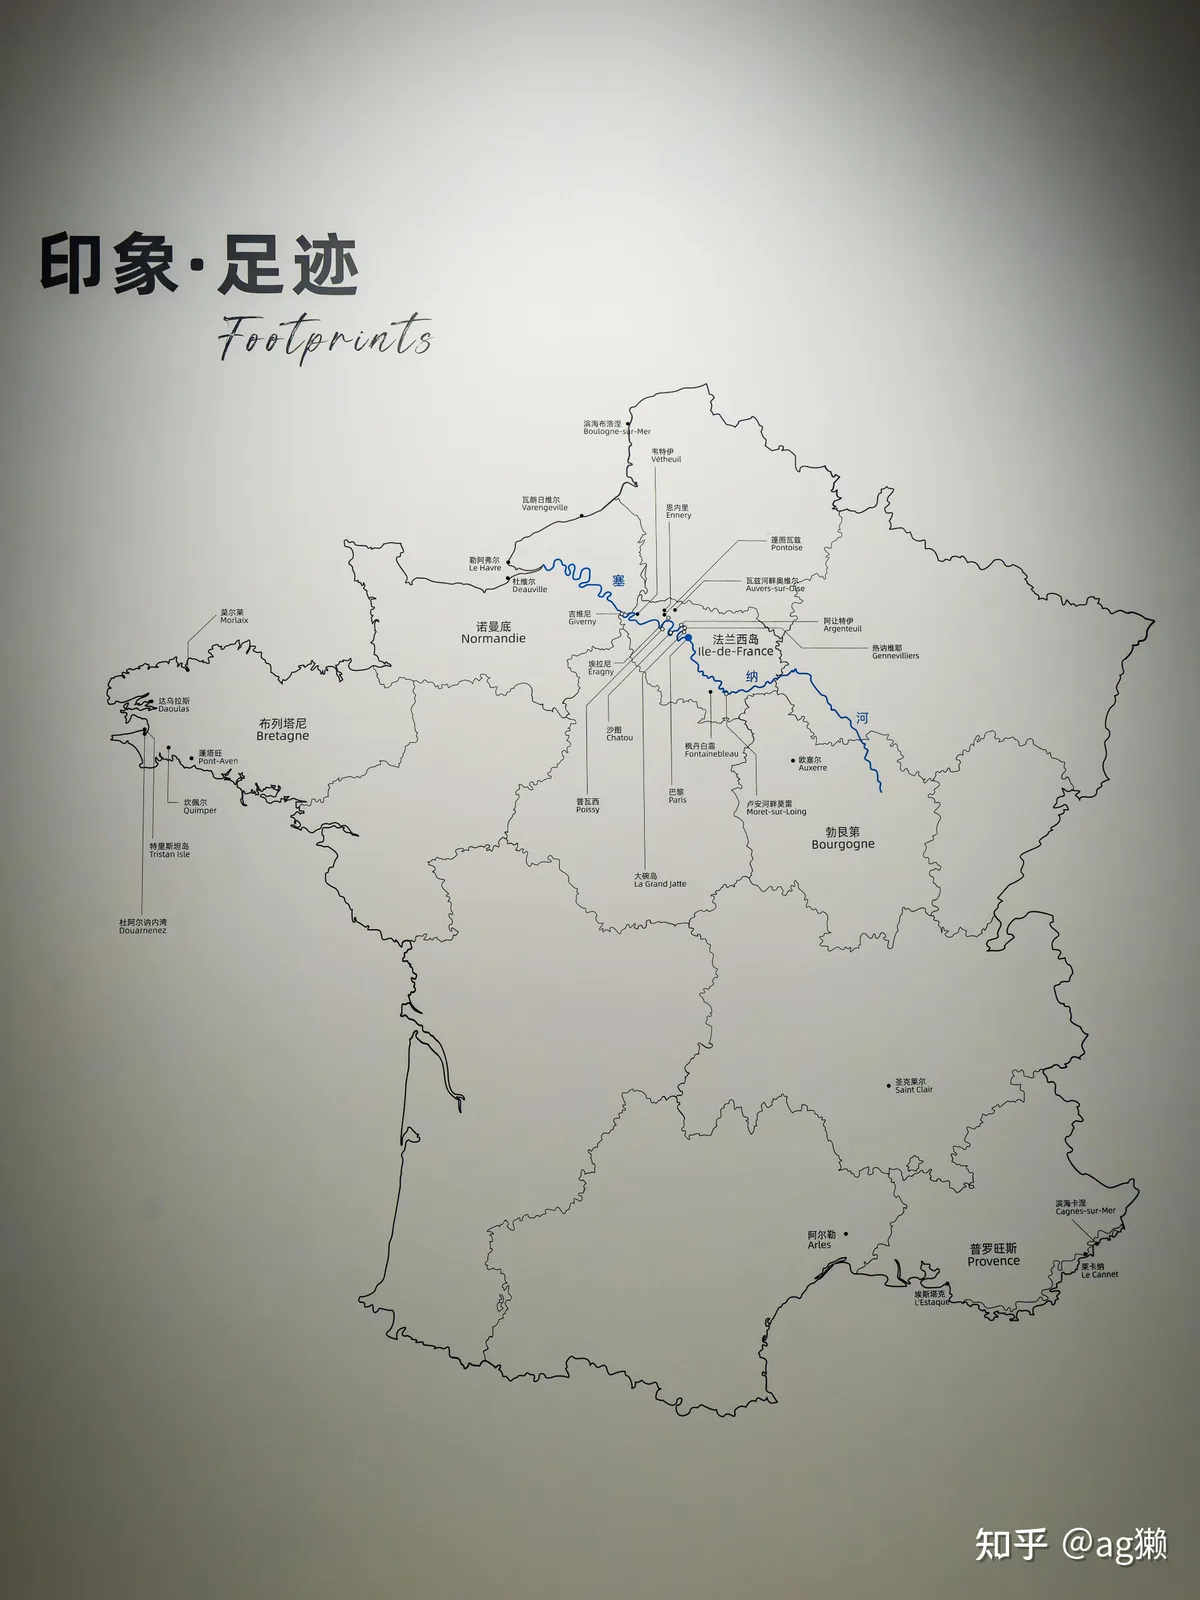 印象·足迹
Footprints
滨海布洛涅
Boulogne-sur-Mer
韦特伊
Vétheuil
瓦朗日维尔
Varengeville
恩内里
Ennery
蓬图瓦兹
Pontoise
勒阿弗尔
Le Havre
杜维尔
Deauville
塞
瓦兹河畔奥维尔
Auvers-sur-Oise
莫尔莱
Morlaix
吉维尼
Giverny
诺曼底
Normandie
阿让特伊
Argenteuil
法兰西岛
Ile-de-France
热讷维耶
Gennevilliers
埃拉尼
Éragny
纳
达乌拉斯
Daoulas
布列塔尼
Bretagne
河
沙图
Chatou
枫丹白露
Fontainebleau
蓬塔旺
Pont-Aven
欧塞尔
Auxerre
坎佩尔
Quimper
普瓦西
Poissy
巴黎
Paris
卢安河畔莫雷
Moret-sur-Loing
勃艮第
Bourgogne
特里斯坦岛
Tristan Isle
大碗岛
La Grand Jatte
杜阿尔讷内湾
Douarnenez
圣克莱尔
Saint Clair
滨海卡涅
Cagnes-sur-Mer
阿尔勒
Arles
普罗旺斯
Provence
莱卡纳
Le Cannet
埃斯塔克
L'Estaque
知乎 @ag獭